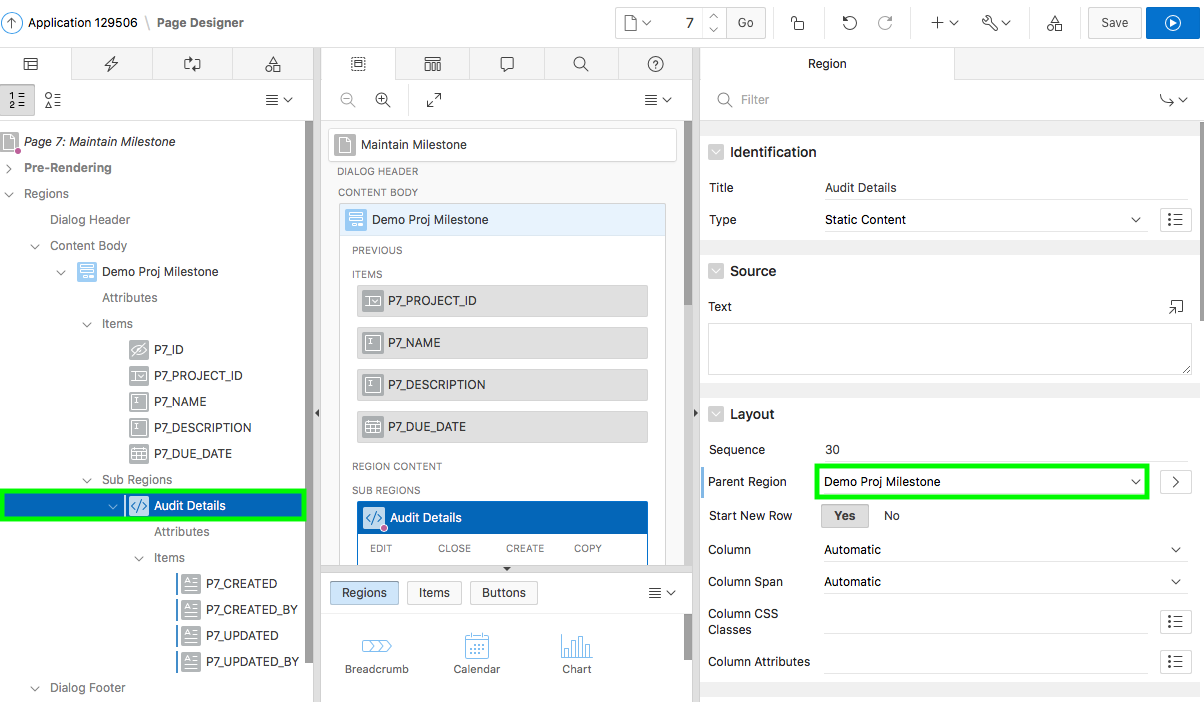 Application 129506 \ Page Designer
7
Go
Save
Page 7: Maintain Milestone
Pre-Rendering
Regions
Dialog Header
Content Body
Demo Proj Milestone
Attributes
Items
P7_ID
P7_PROJECT_ID
P7_NAME
P7_DESCRIPTION
P7_DUE_DATE
Sub Regions
Audit Details
Attributes
Items
P7_CREATED
P7_CREATED_BY
P7_UPDATED
P7_UPDATED_BY
Dialog Footer
Maintain Milestone
DIALOG HEADER
CONTENT BODY
Demo Proj Milestone
PREVIOUS
ITEMS
P7_PROJECT_ID
P7_NAME
P7_DESCRIPTION
P7_DUE_DATE
REGION CONTENT
SUB REGIONS
Audit Details
EDIT CLOSE CREATE COPY
Regions Items Buttons
Breadcrumb Calendar Chart
Region
Filter
Identification
Title Audit Details
Type Static Content
Source
Text
Layout
Sequence 30
Parent Region Demo Proj Milestone
Start New Row Yes No
Column Automatic
Column Span Automatic
Column CSS
Classes
Column Attributes